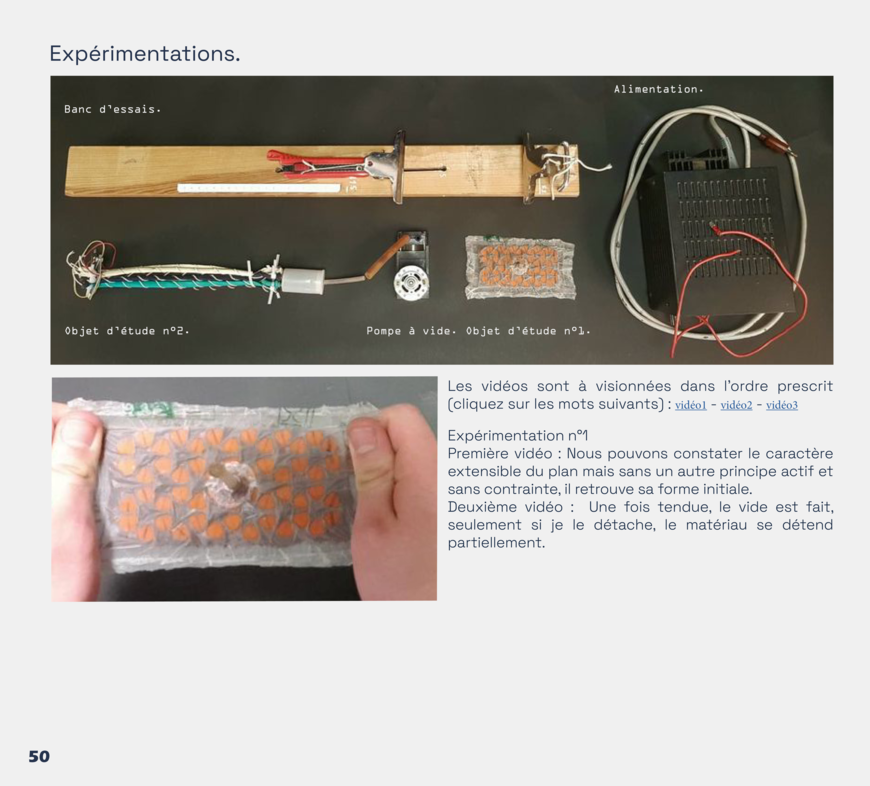 Expérimentations.
Alimentation.
Banc d'essais.
Objet d'étude n°2.
Pompe à vide. Objet d'étude n°1.
Les vidéos sont à visionnées dans l'ordre prescrit
(cliquez sur les mots suivants) : vidéo1 - vidéo2 - vidéo3
Expérimentation n°1
Première vidéo : Nous pouvons constater le caractère
extensible du plan mais sans un autre principe actif et
sans contrainte, il retrouve sa forme initiale.
Deuxième vidéo : Une fois tendue, le vide est fait,
seulement si je le détache, le matériau se détend
partiellement.
50